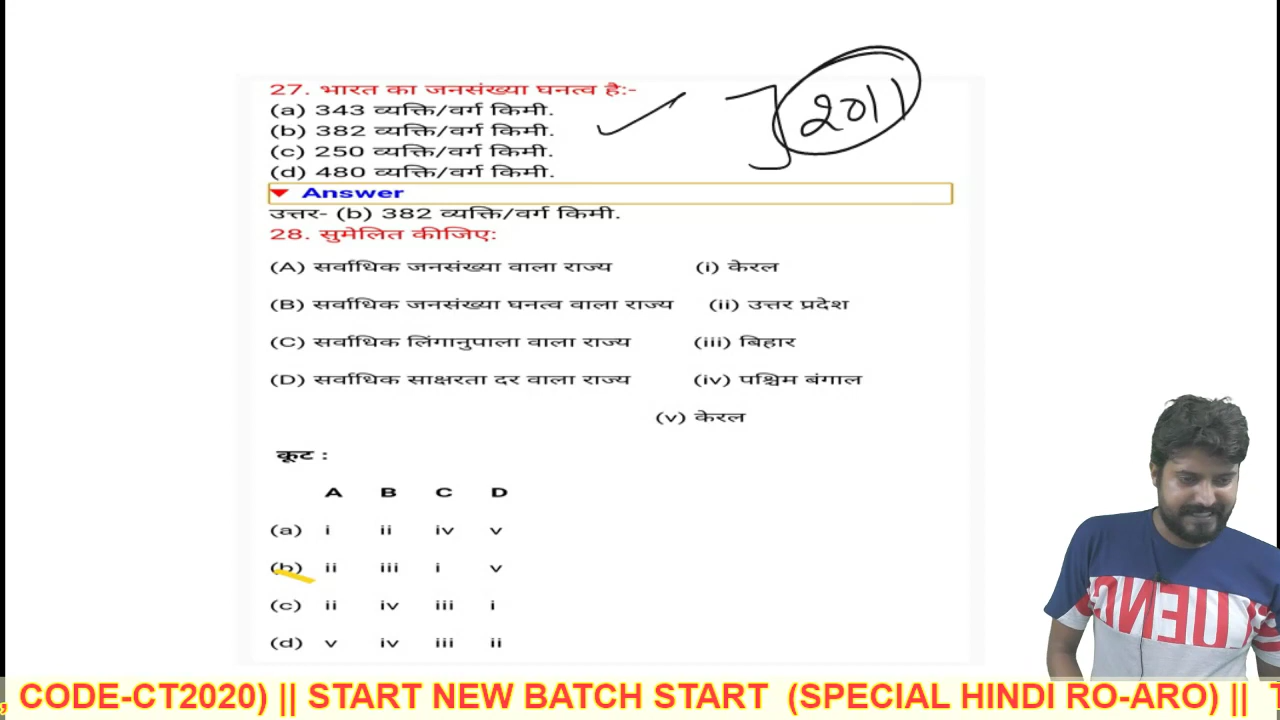 27. भारत का जनसंख्या घनत्व है:-
(a) 343 व्यक्ति/वर्ग किमी.
(b) 382 व्यक्ति/वर्ग किमी.
(c) 250 व्यक्ति/वर्ग किमी.
(d) 480 व्यक्ति/वर्ग किमी.
2011
Answer
उत्तर- (b) 382 व्यक्ति/वर्ग किमी.
28. सुमेलित कीजिए:
(A) सर्वाधिक जनसंख्या वाला राज्य (i) केरल
(B) सर्वाधिक जनसंख्या घनत्व वाला राज्य (ii) उत्तर प्रदेश
(C) सर्वाधिक लिंगानुपाला वाला राज्य (iii) बिहार
(D) सर्वाधिक साक्षरता दर वाला राज्य (iv) पश्चिम बंगाल
(v) केरल
कूट :
A B C D
(a) i ii iv v
(b) ii iii i v
(c) ii iv iii i
(d) v iv iii ii
, CODE-CT2020) || START NEW BATCH START (SPECIAL HINDI RO-ARO) ||